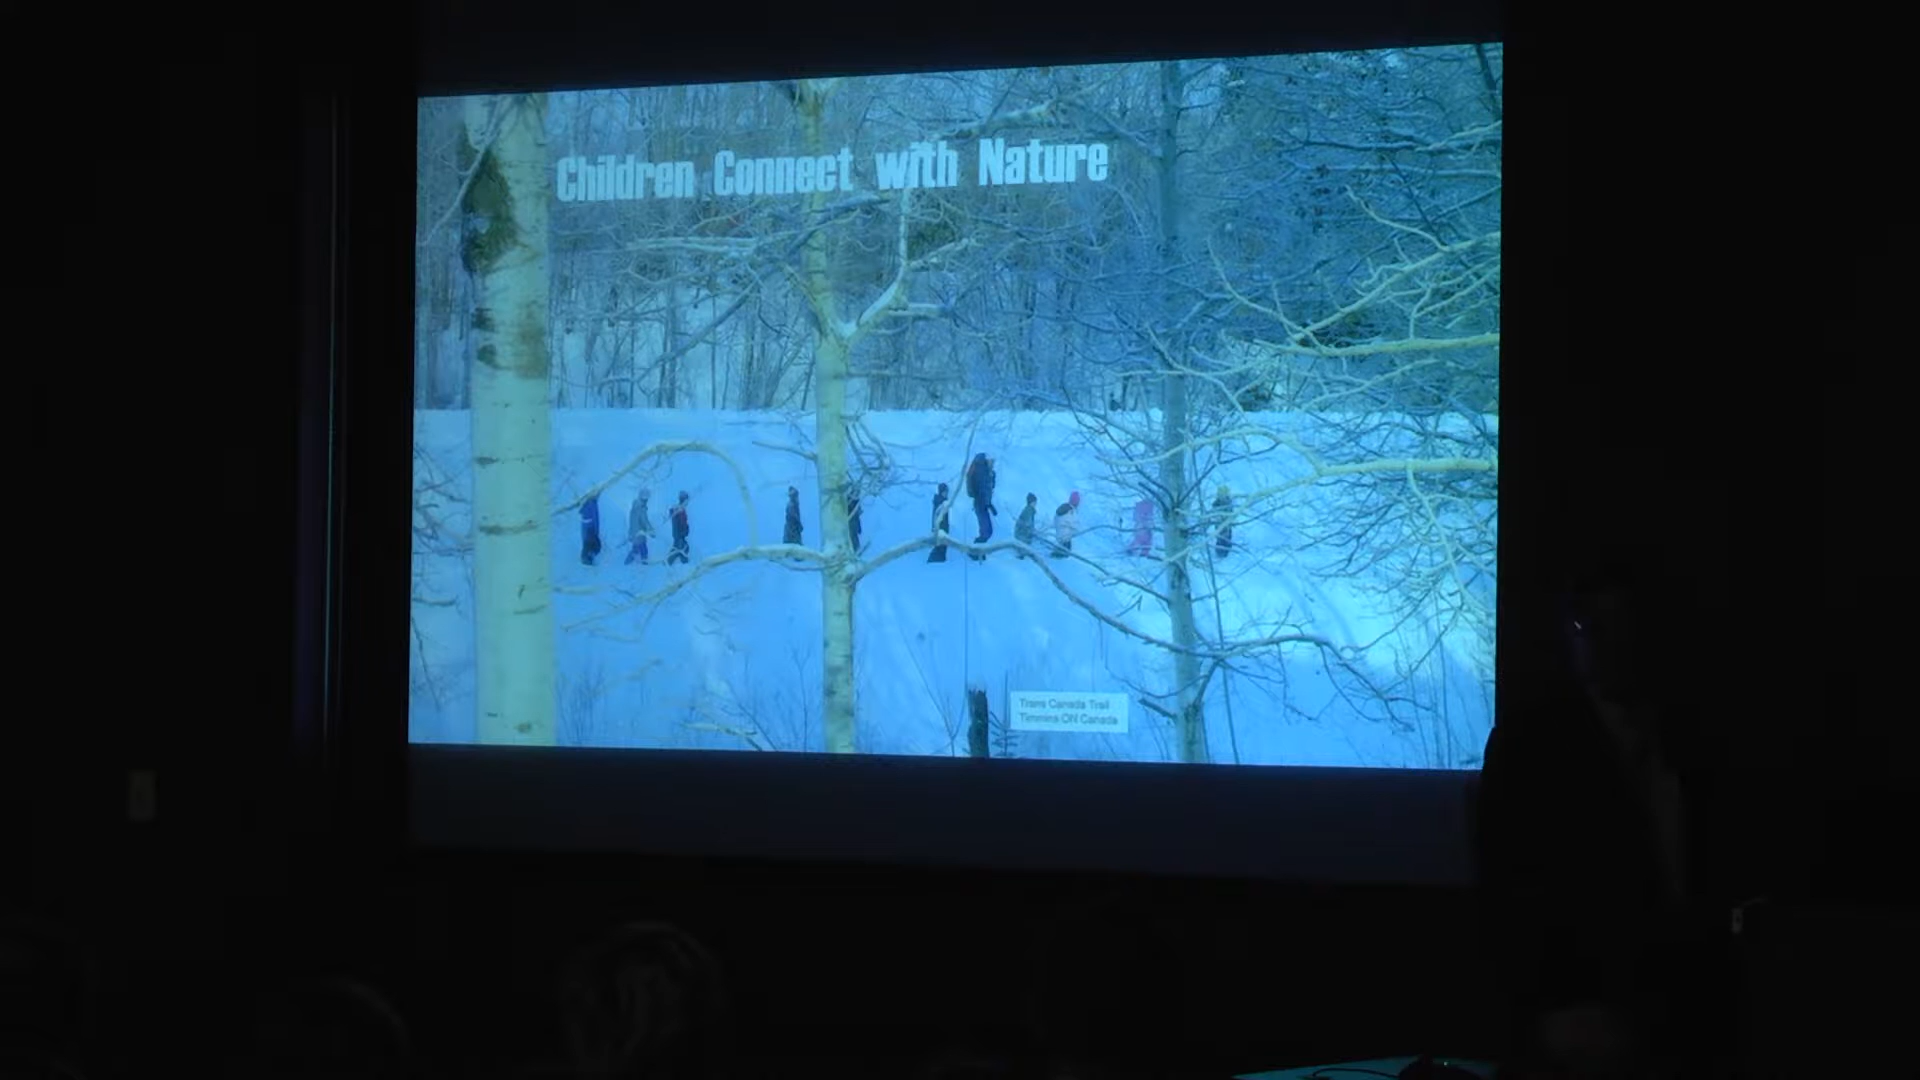 Children Connect with Nature
Trans Canada Trail
Timmins ON Canada